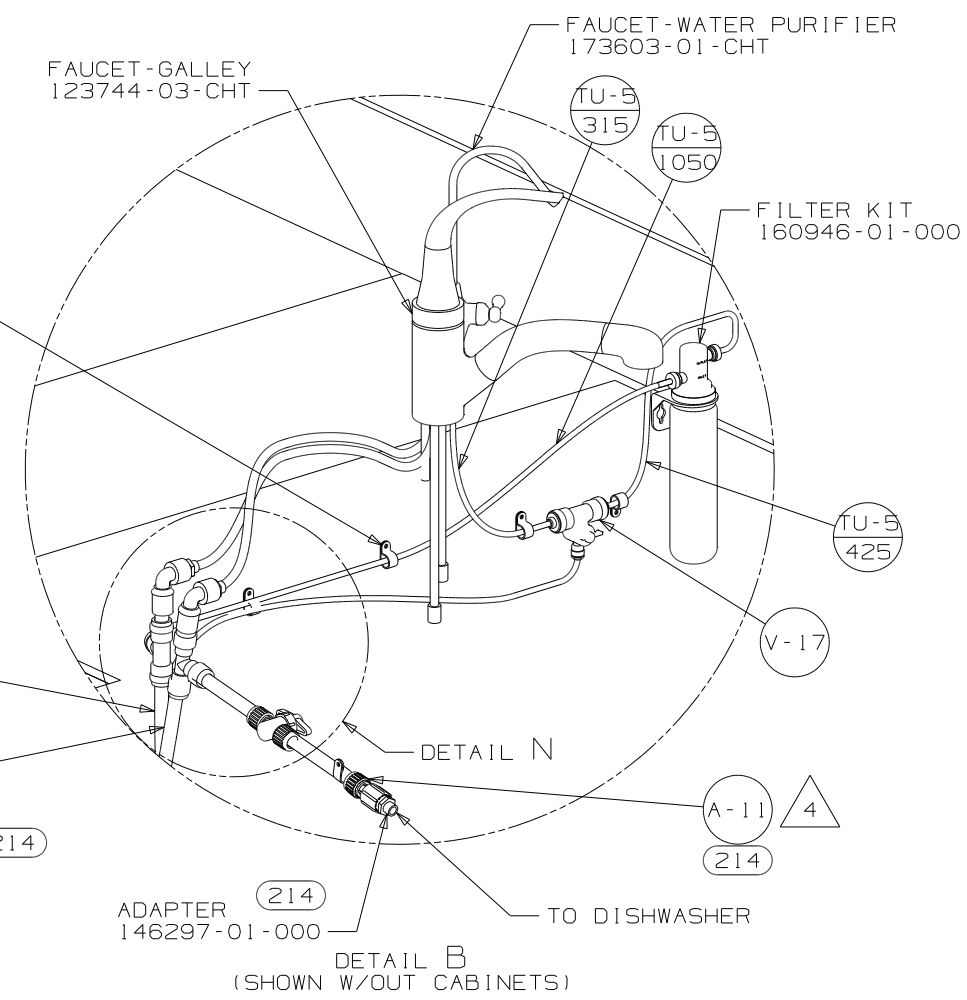 FAUCET-WATER PURIFIER
173603-01-CHT
FAUCET-GALLEY
123744-03-CHT
TU-5
315
TU-5
1050
FILTER KIT
160946-01-000
TU-5
425
V-17
DETAIL N
A-11
4
214
214
214
ADAPTER
146297-01-000
TO DISHWASHER
DETAIL B
(SHOWN W/OUT CABINETS)